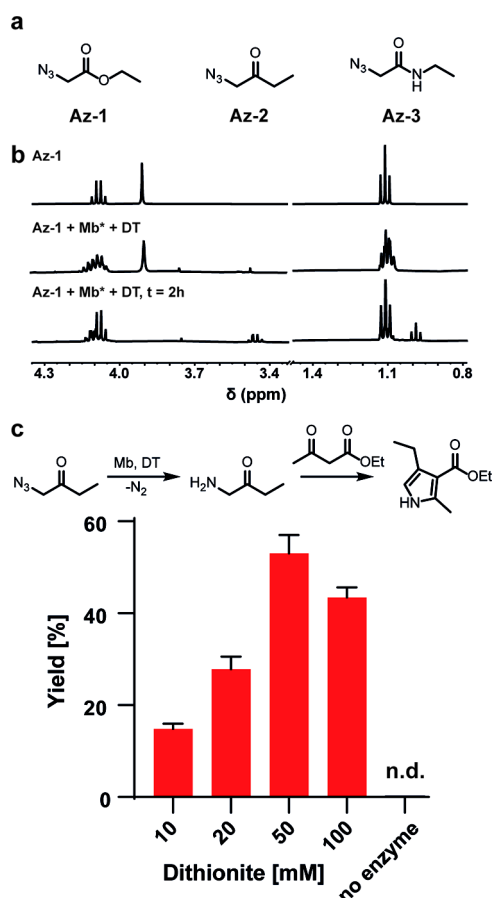 a
N3 O O
Az-1
N3 O
Az-2
N3 O N H
Az-3
b
Az-1
Az-1 + Mb* + DT
Az-1 + Mb* + DT, t = 2h
4.3 4.0 3.7 3.4 1.4 1.1 0.8
δ (ppm)
c
N3 O
Mb, DT
-N2
H2N O
O O OEt
HN O OEt
Yield [%]
60
40
20
0
n.d.
10 20 50 100 no enzyme
Dithionite [mM]